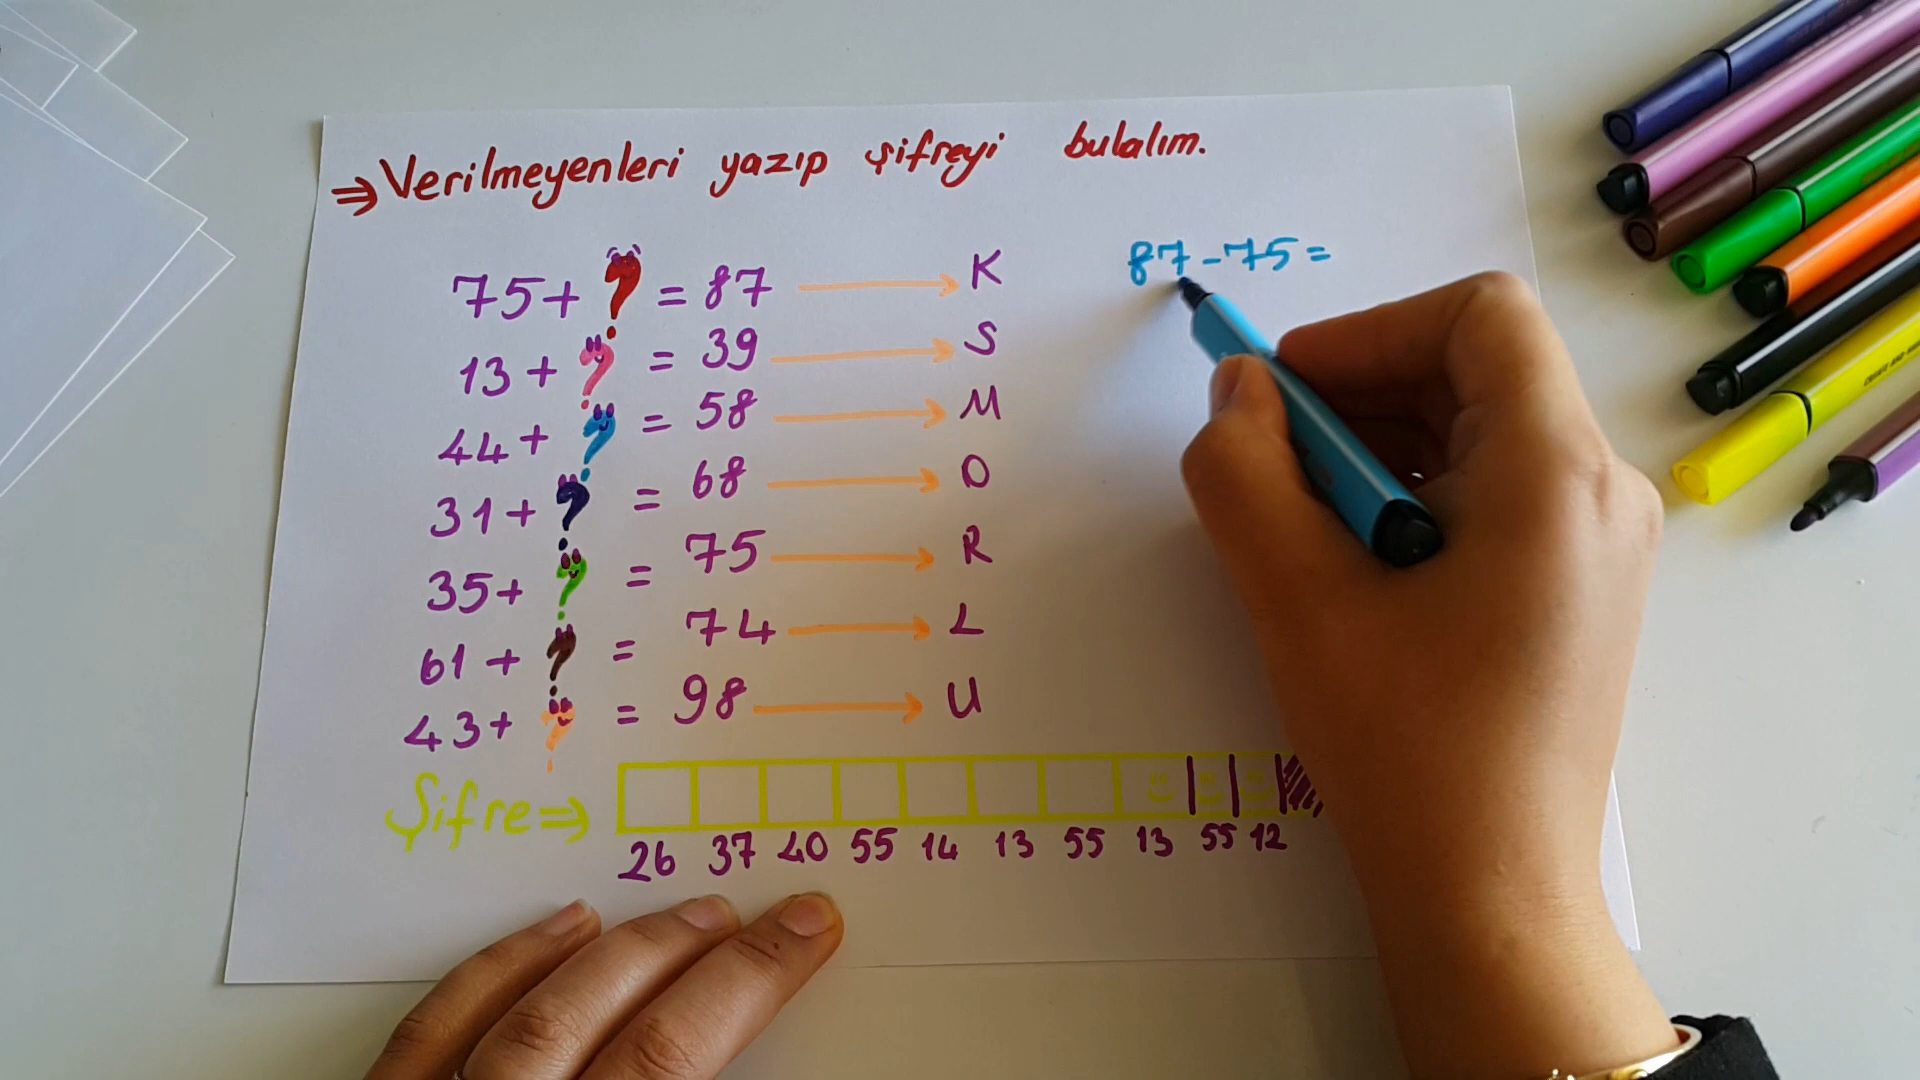 ⇒ Verilmeyenleri yazıp şifreyi bulalım.
75 + ? = 87 → K
87 - 75 =
13 + ? = 39 → S
44 + ? = 58 → M
31 + ? = 68 → O
35 + ? = 75 → R
61 + ? = 74 → L
43 + ? = 98 → U
Şifre ⇒
26 37 40 55 14 13 55 13 55 12